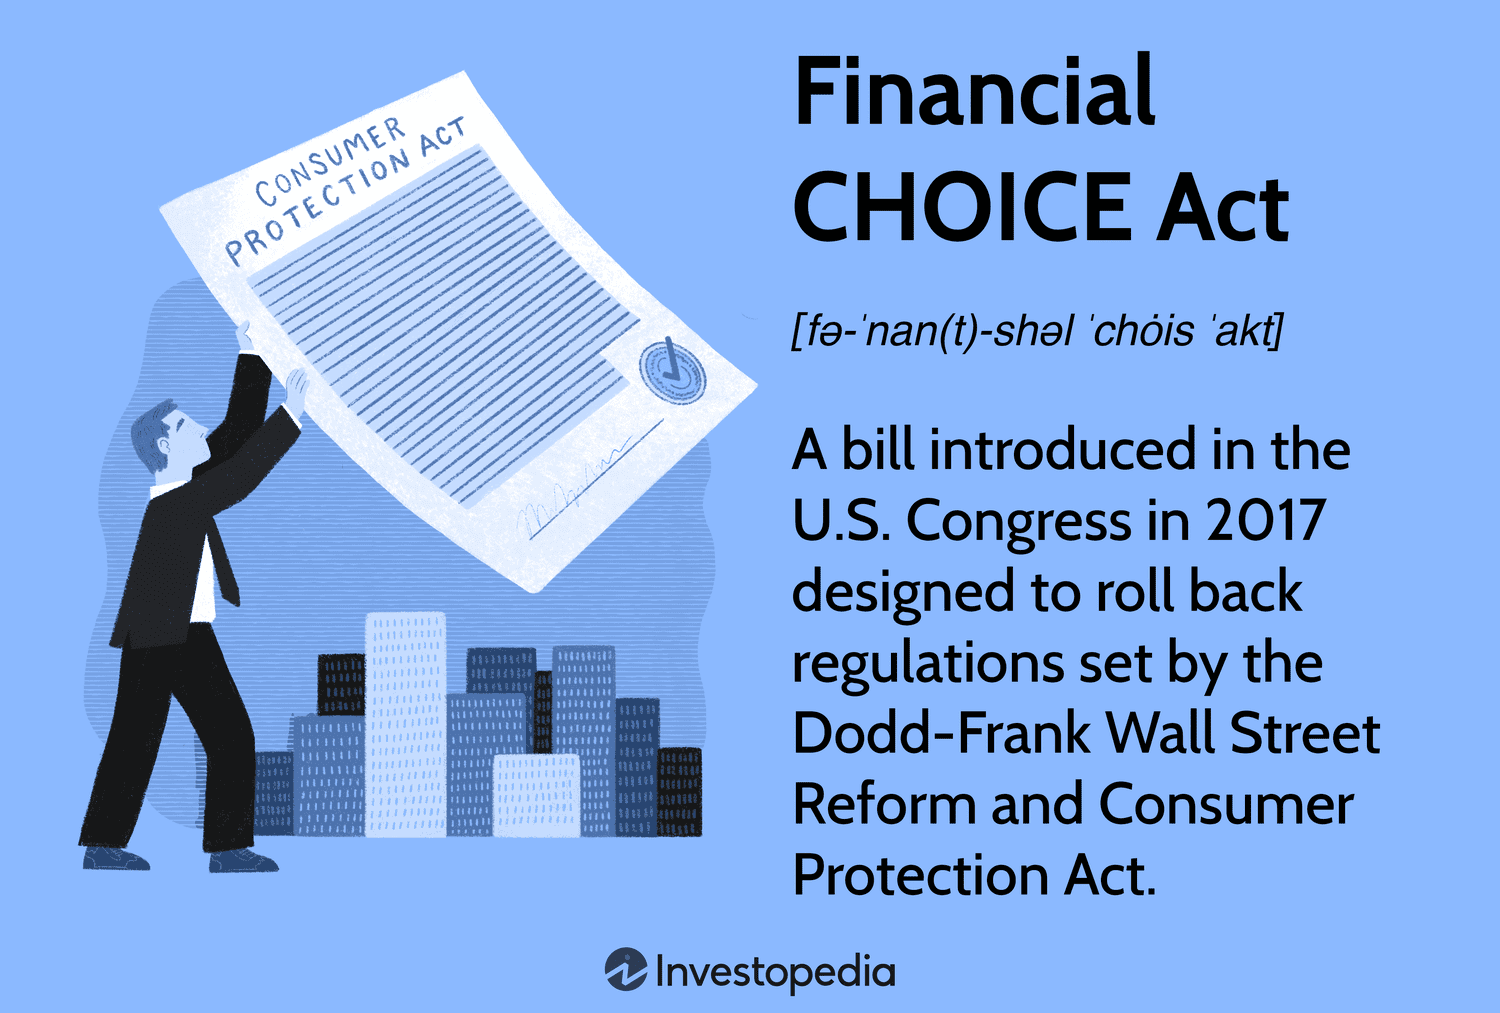 CONSUMER
PROTECTION ACT
Financial
CHOICE Act
[fə-ˈnan(t)-shəl ˈchȯis ˈakt]
A bill introduced in the
U.S. Congress in 2017
designed to roll back
regulations set by the
Dodd-Frank Wall Street
Reform and Consumer
Protection Act.
Investopedia